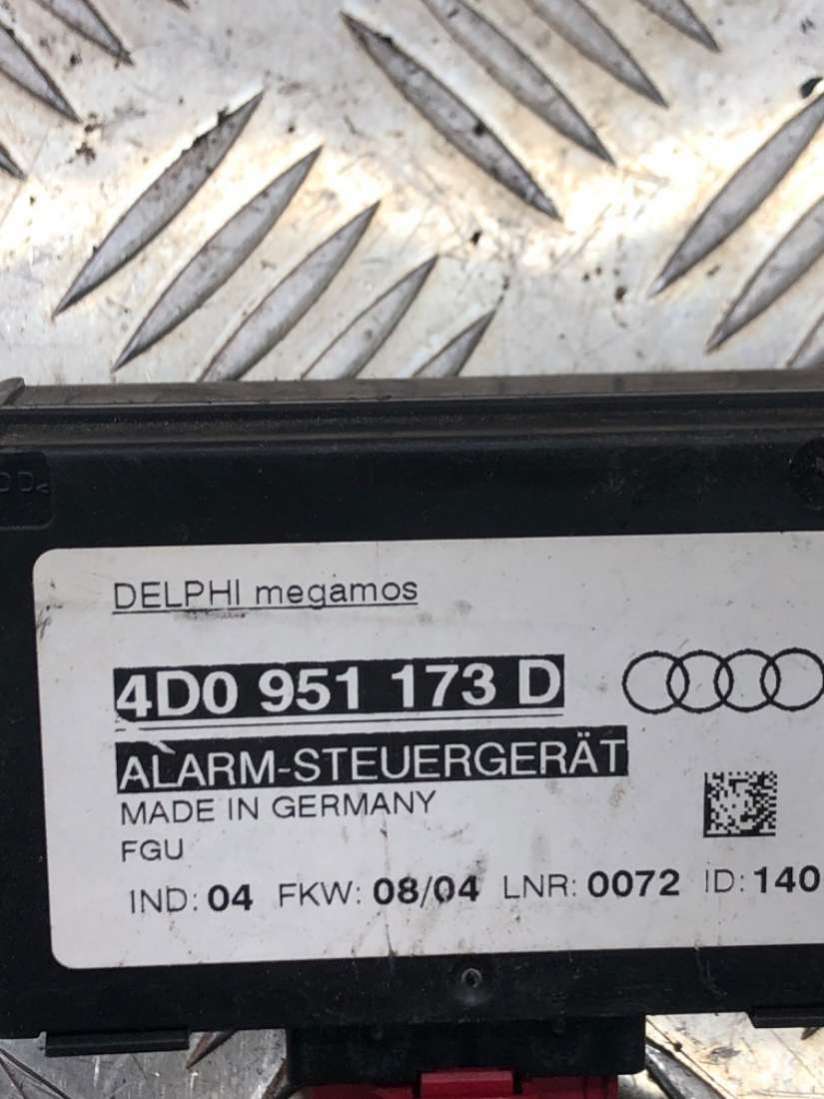 DELPHI megamos
4D0 951 173 D
ALARM-STEUERGERÄT
MADE IN GERMANY
FGU
IND: 04 FKW: 08/04 LNR: 0072 ID: 140